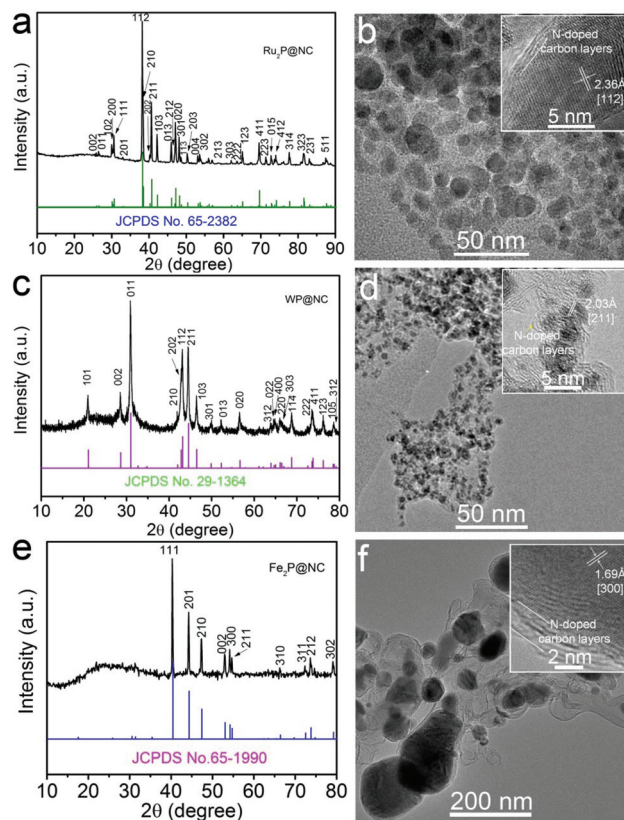 a
112
Ru₂P@NC
210
002
011
102
200
111
201
202
211
103
013
212
113
301
020
203
004
302
213
303
222
123
411
223
015
412
314
323
231
511
Intensity (a.u.)
JCPDS No. 65-2382
10 20 30 40 50 60 70 80 90
2θ (degree)
b
N-doped
carbon layers
2.36Å
[112]
5 nm
50 nm
c
011
WP@NC
101
002
202
112
211
210
103
301
013
020
312
022
400
220
114
303
222
411
123
105
312
Intensity (a.u.)
JCPDS No. 29-1364
10 20 30 40 50 60 70 80
2θ (degree)
d
2.03Å
[211]
N-doped
carbon layers
5 nm
50 nm
e
111
Fe₂P@NC
201
210
002
300
211
310
311
212
302
Intensity (a.u.)
JCPDS No.65-1990
10 20 30 40 50 60 70 80
2θ (degree)
f
1.69Å
[300]
N-doped
carbon layers
2 nm
200 nm